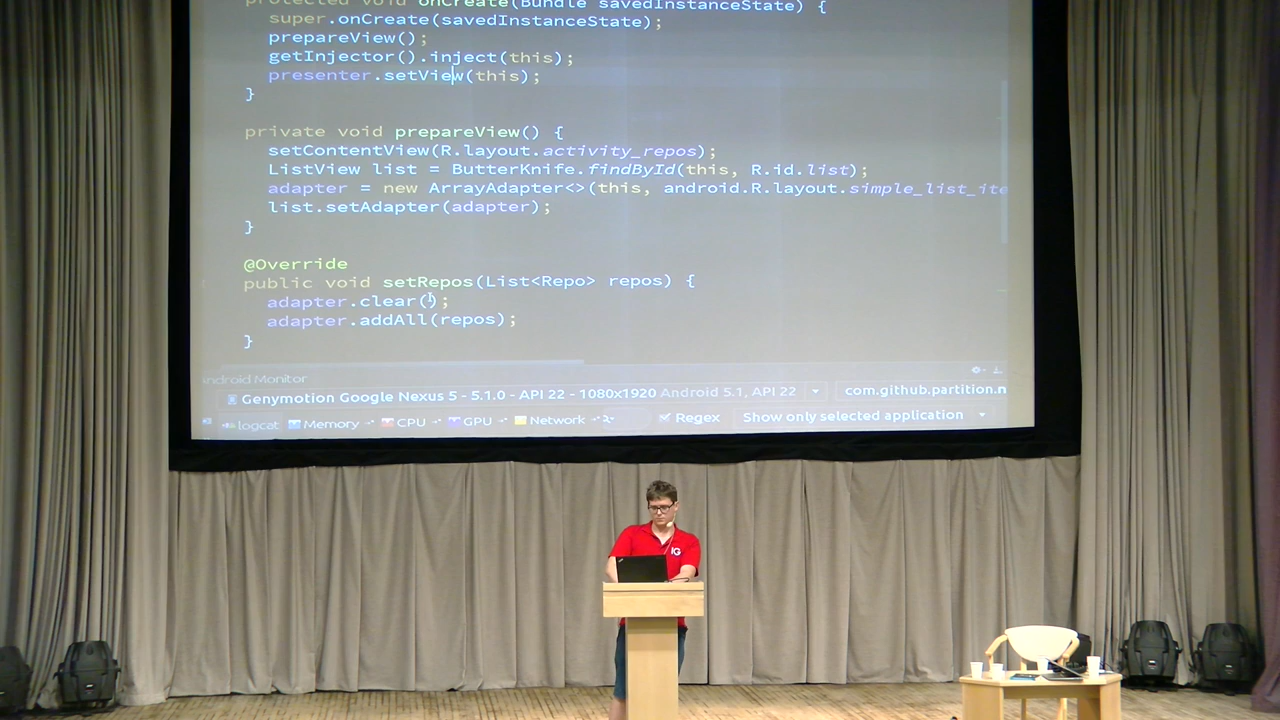 protected void onCreate(Bundle savedInstanceState) {
super.onCreate(savedInstanceState);
prepareView();
getInjector().inject(this);
presenter.setView(this);
}
private void prepareView() {
setContentView(R.layout.activity_repos);
ListView list = ButterKnife.findById(this, R.id.list);
adapter = new ArrayAdapter<>(this, android.R.layout.simple_list_ite
list.setAdapter(adapter);
}
@Override
public void setRepos(List<Repo> repos) {
adapter.clear();
adapter.addAll(repos);
}
ndroid Monitor
Genymotion Google Nexus 5 - 5.1.0 - API 22 - 1080x1920 Android 5.1, API 22 com.github.partition.n
logcat Memory CPU GPU Network Regex Show only selected application
IG